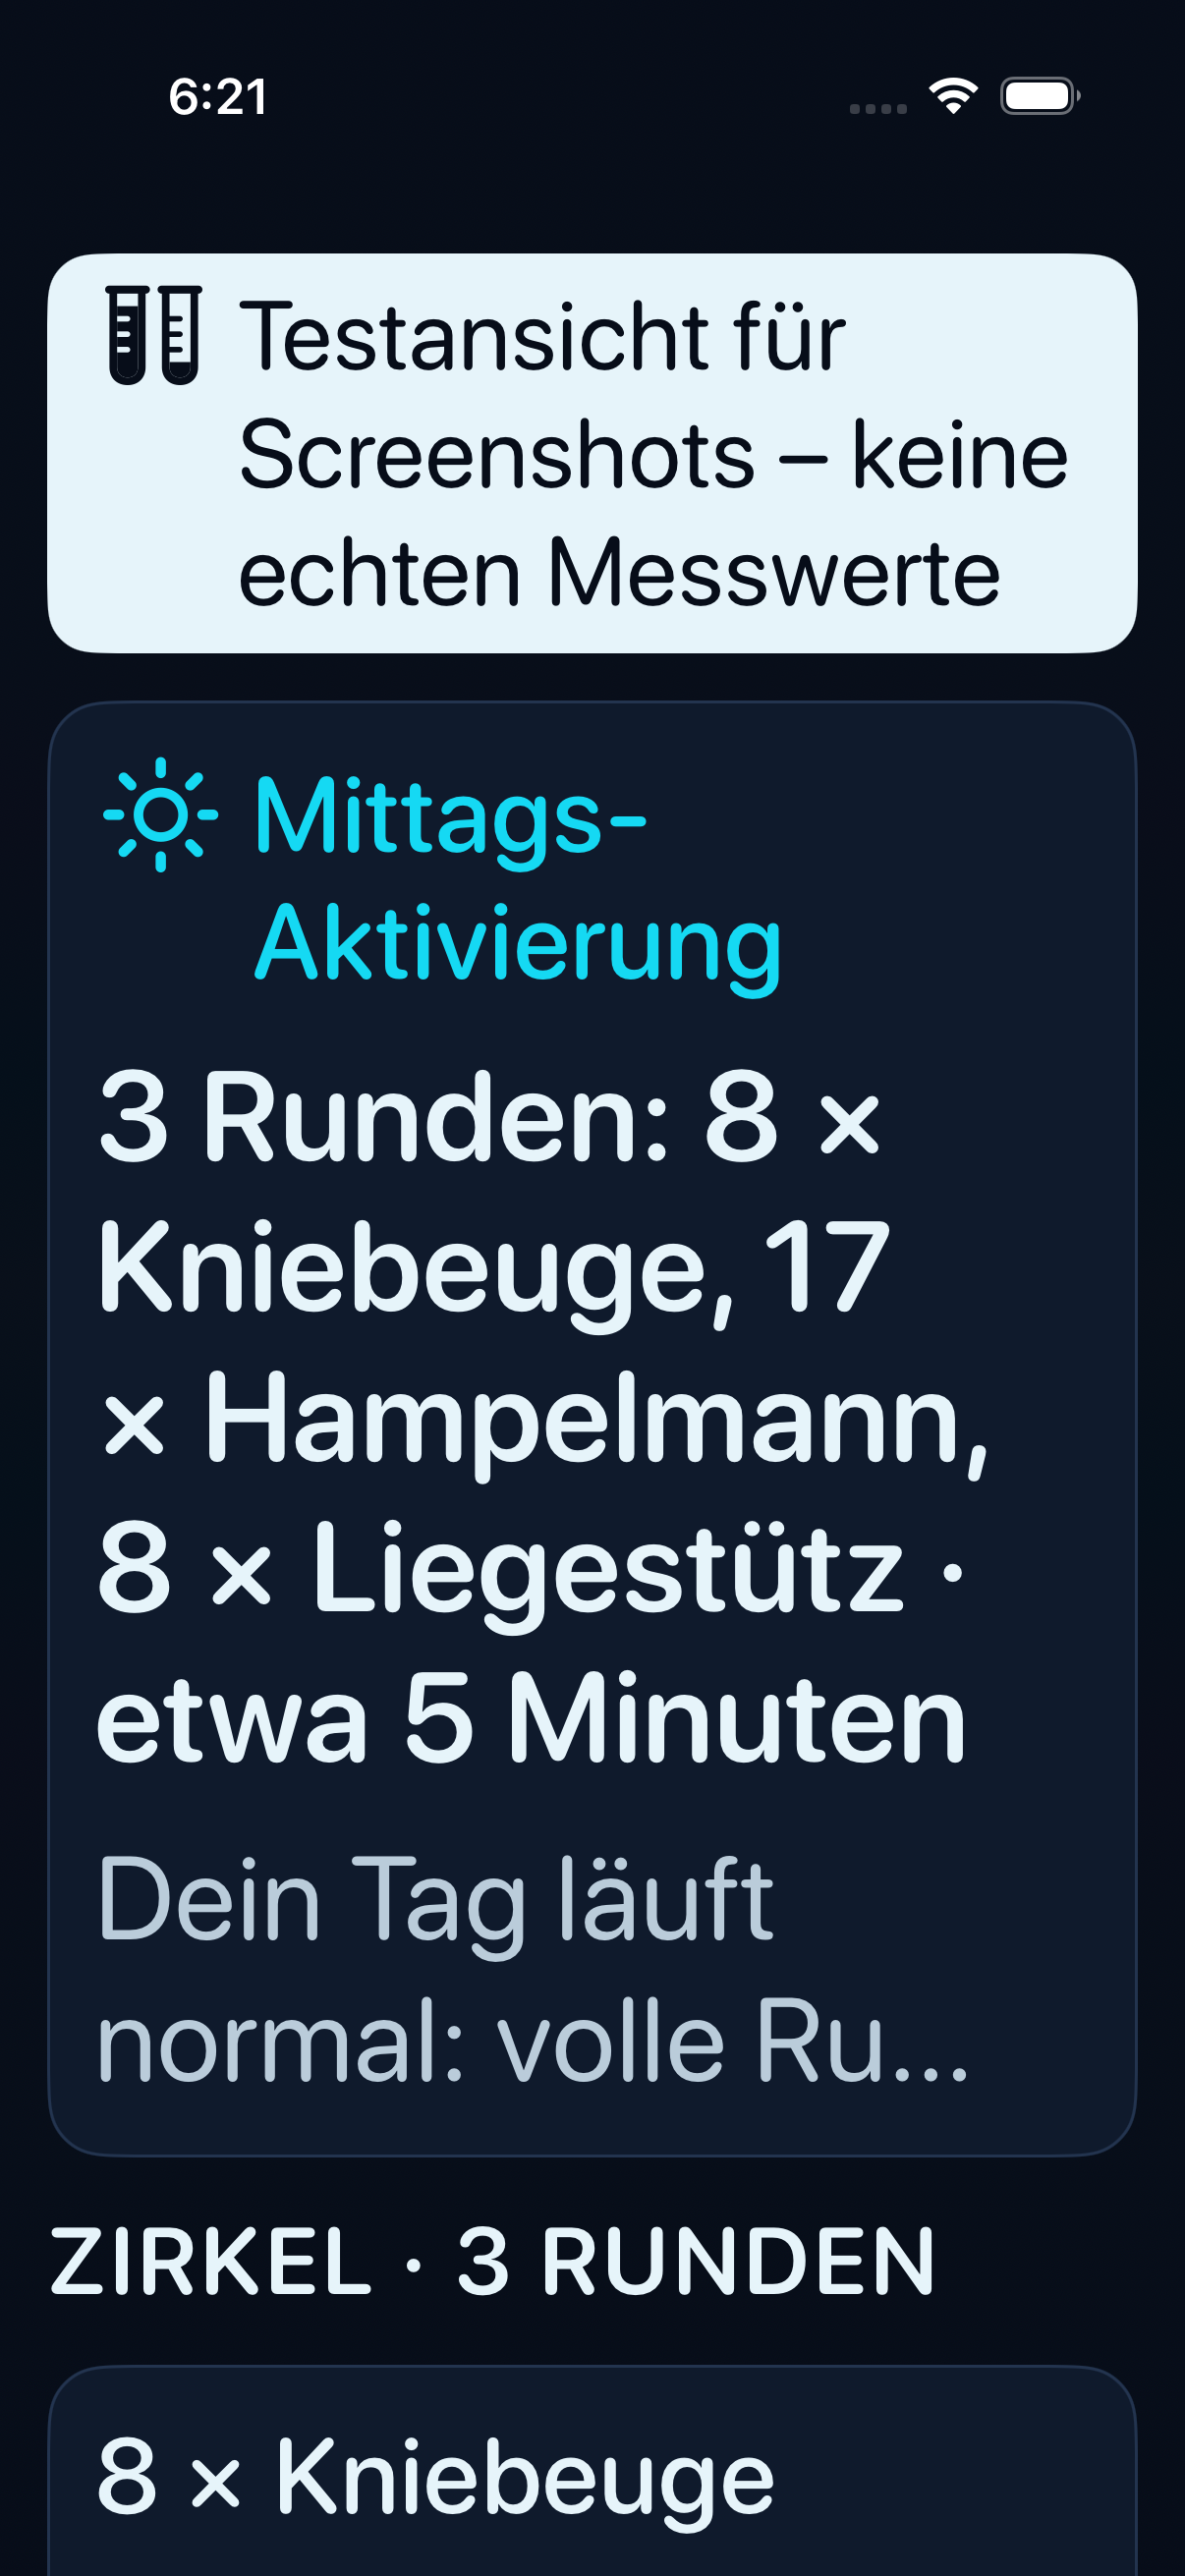 6:21
Testansicht für
Screenshots – keine
echten Messwerte
Mittags-
Aktivierung
3 Runden: 8 ×
Kniebeuge, 17
× Hampelmann,
8 × Liegestütz ·
etwa 5 Minuten
Dein Tag läuft
normal: volle Ru...
ZIRKEL · 3 RUNDEN
8 × Kniebeuge